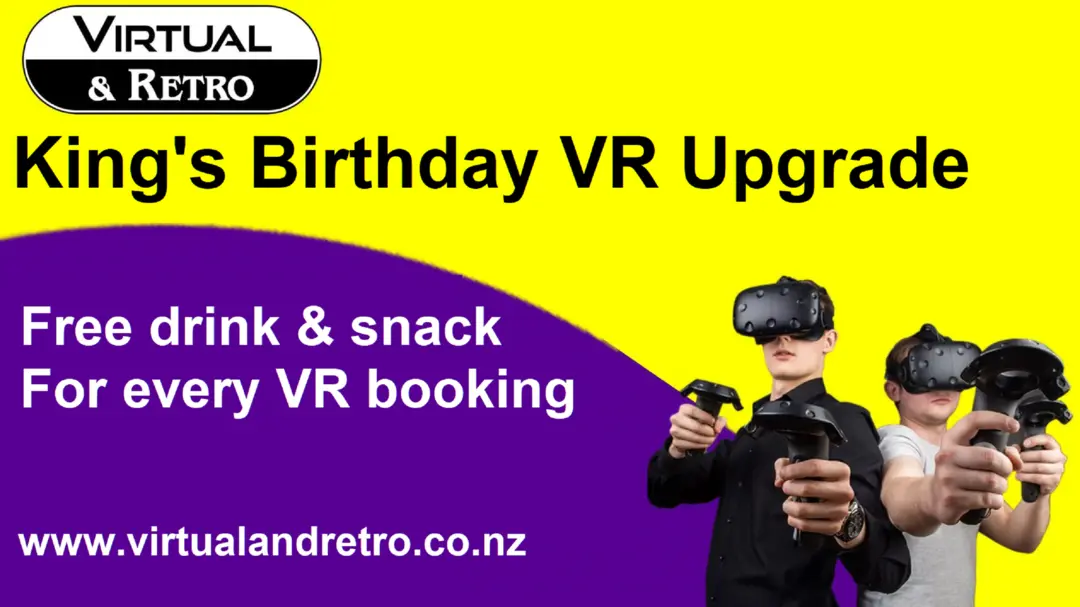 VIRTUAL
& RETRO
King's Birthday VR Upgrade
Free drink & snack
For every VR booking
www.virtualandretro.co.nz